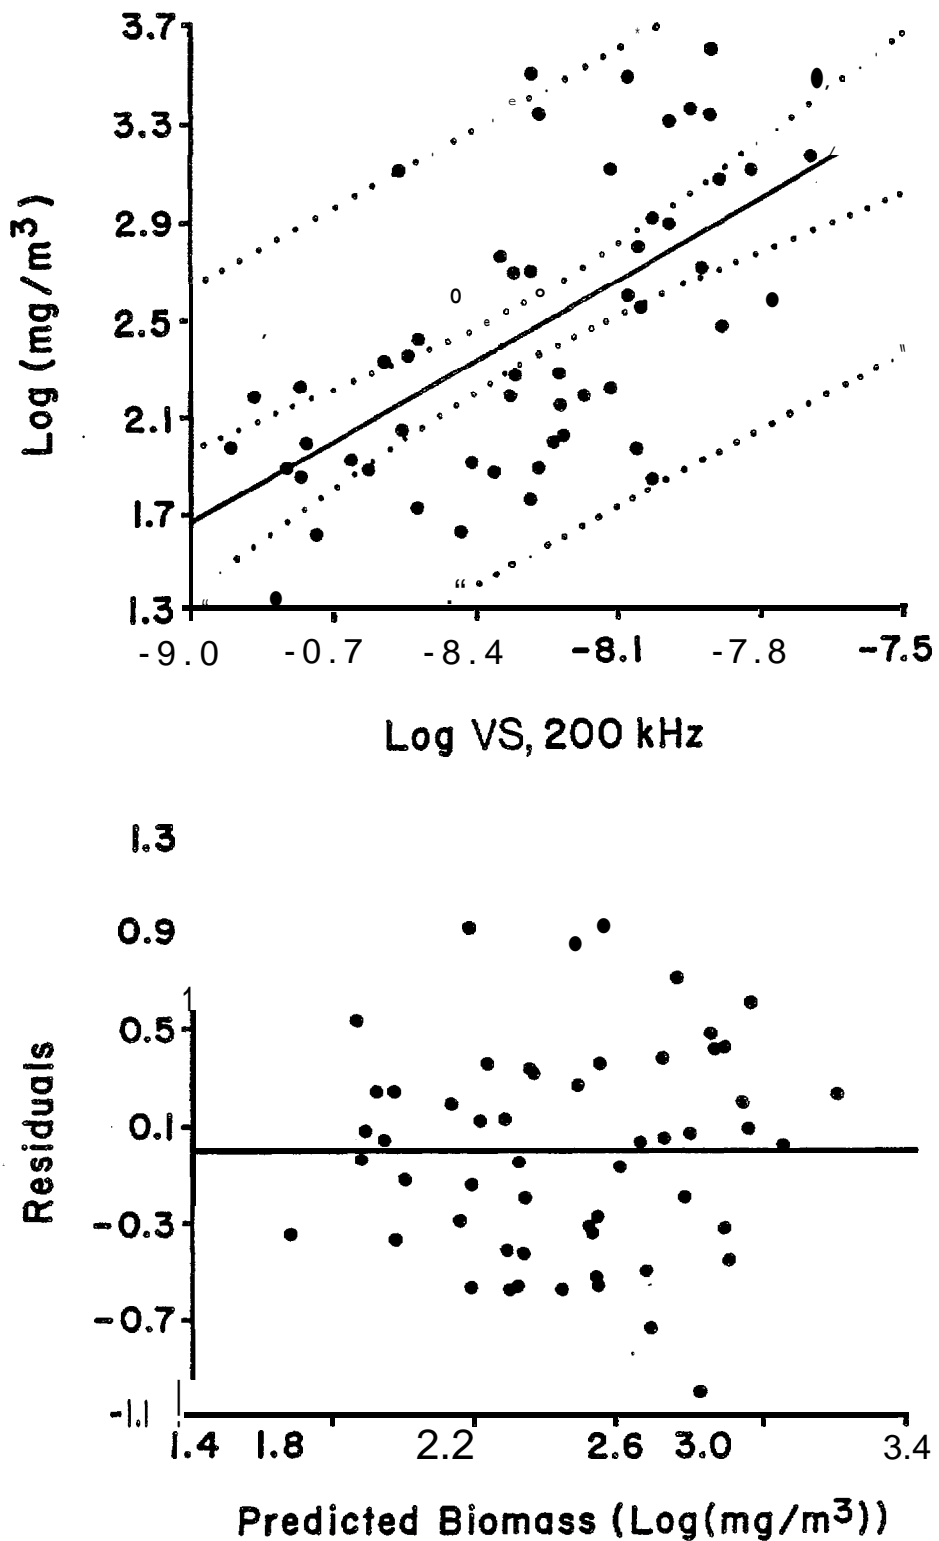 3.7
3.3
2.9
2.5
2.1
1.7
1.3
Log (mg/m³)
-9.0 -0.7 -8.4 -8.1 -7.8 -7.5
Log VS, 200 kHz
1.3
0.9
0.5
0.1
-0.3
-0.7
-1.1
Residuals
1.4 1.8 2.2 2.6 3.0 3.4
Predicted Biomass (Log(mg/m³))